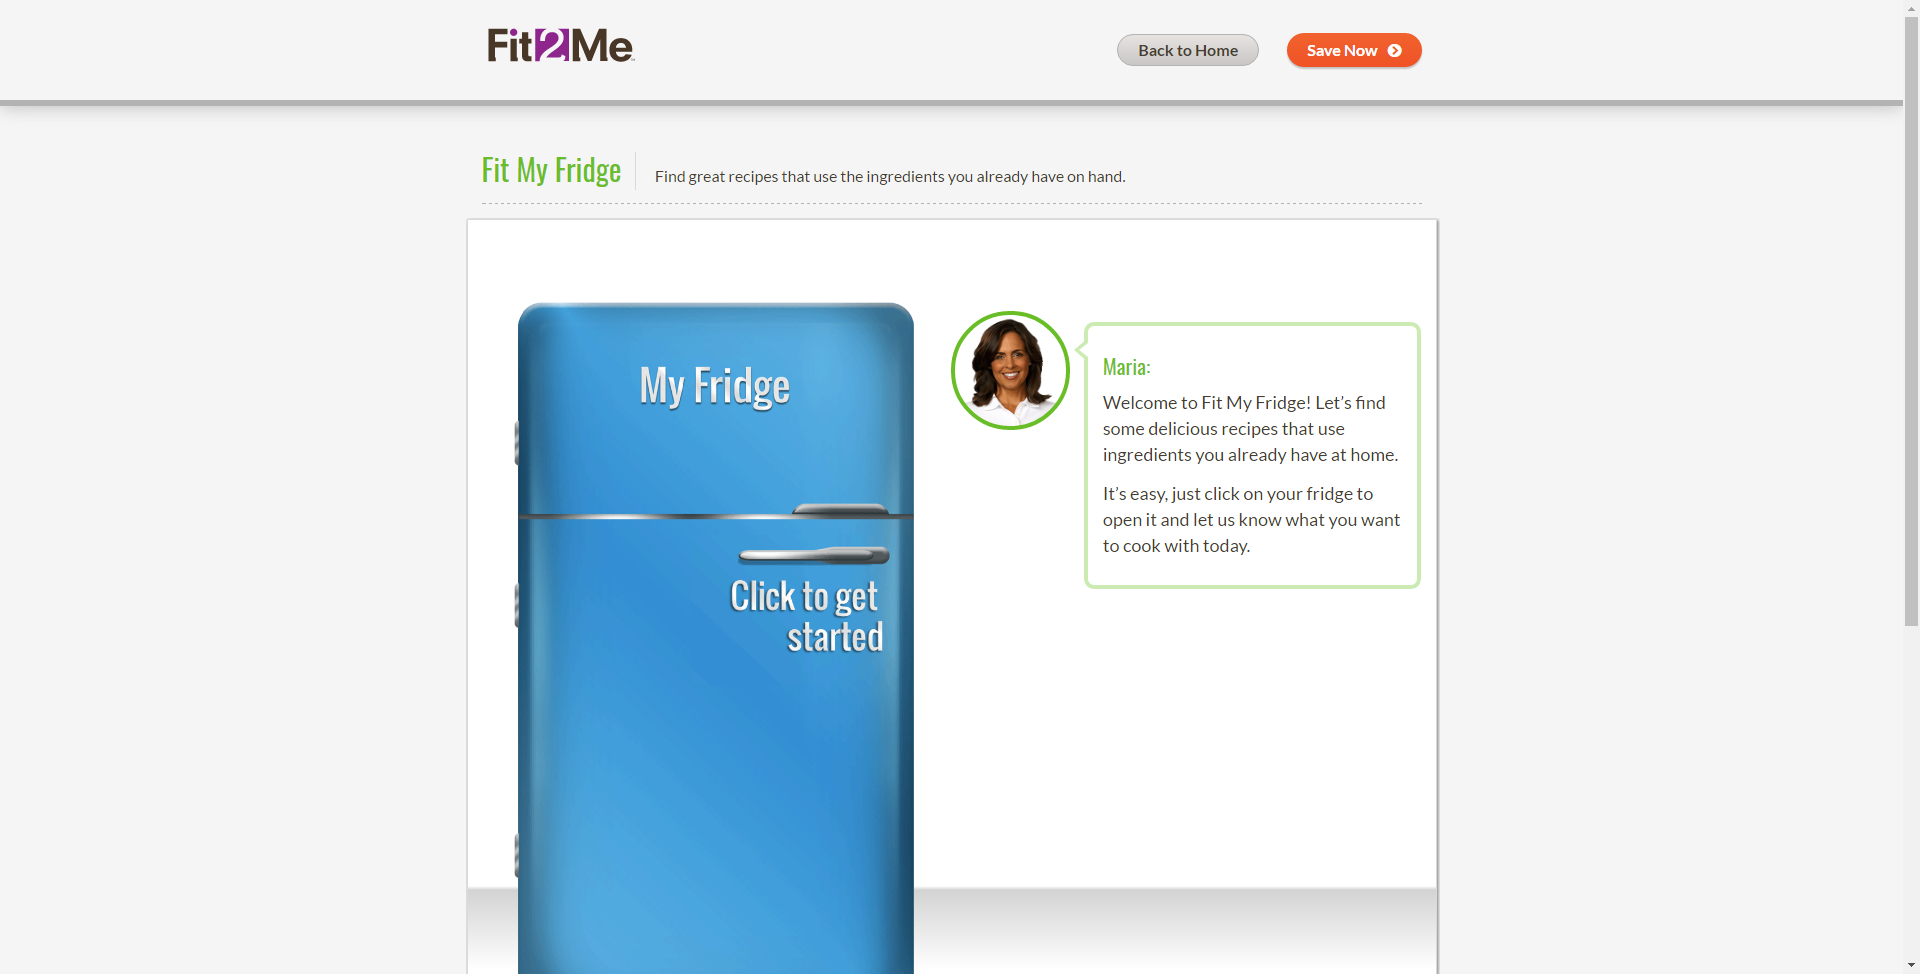 Fit2Me
Back to Home
Save Now
Fit My Fridge
Find great recipes that use the ingredients you already have on hand.
My Fridge
Click to get
started
Maria:
Welcome to Fit My Fridge! Let’s find
some delicious recipes that use
ingredients you already have at home.
It’s easy, just click on your fridge to
open it and let us know what you want
to cook with today.